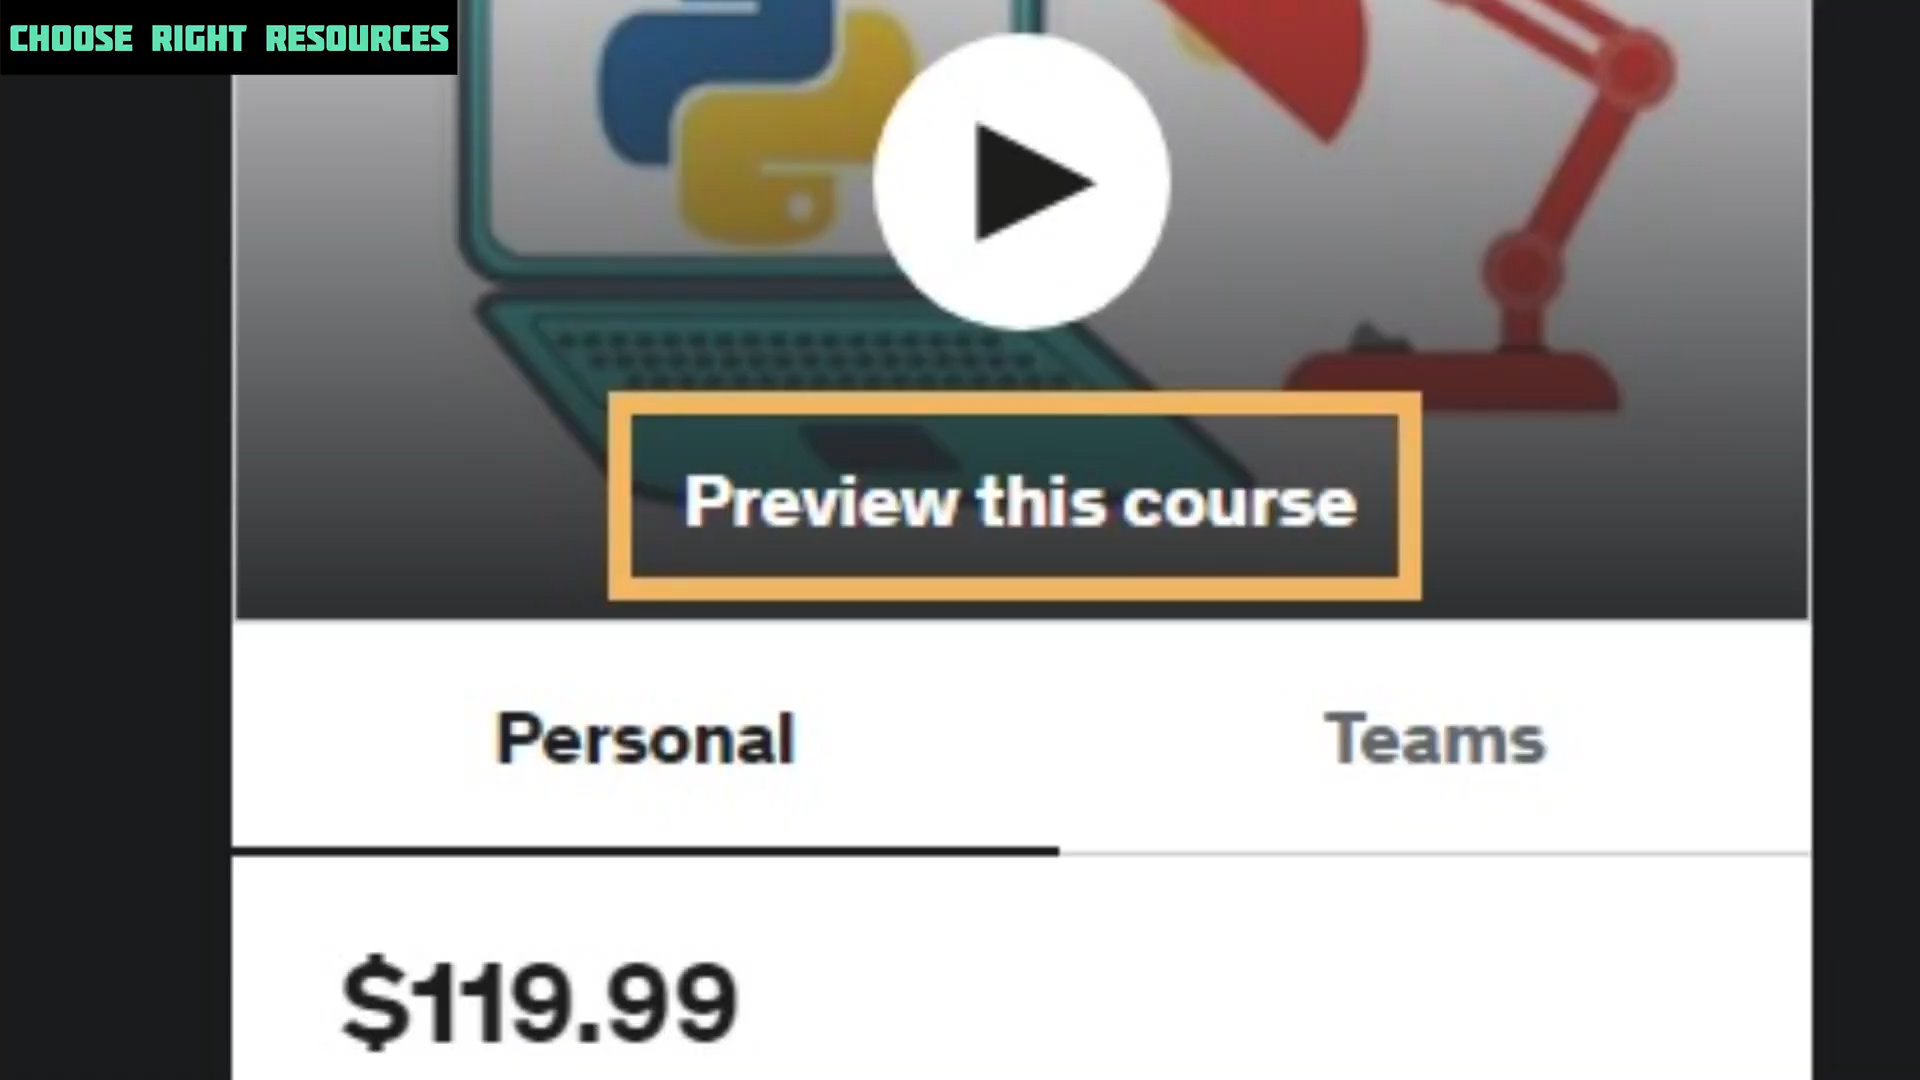 CHOOSE RIGHT RESOURCES
Preview this course
Personal
Teams
$119.99